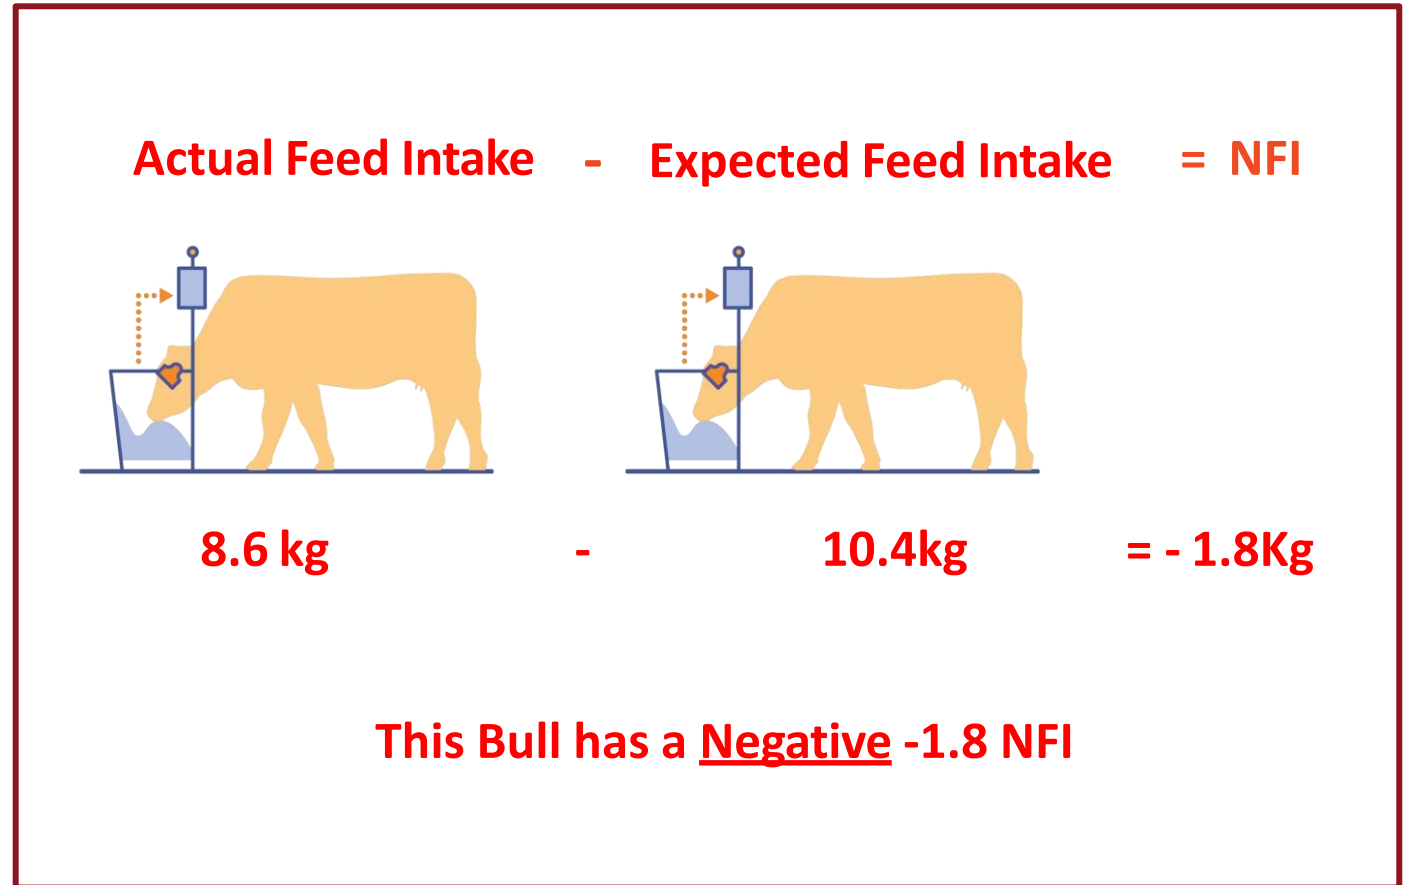 Actual Feed Intake - Expected Feed Intake = NFI
8.6 kg - 10.4kg = - 1.8Kg
This Bull has a Negative -1.8 NFI